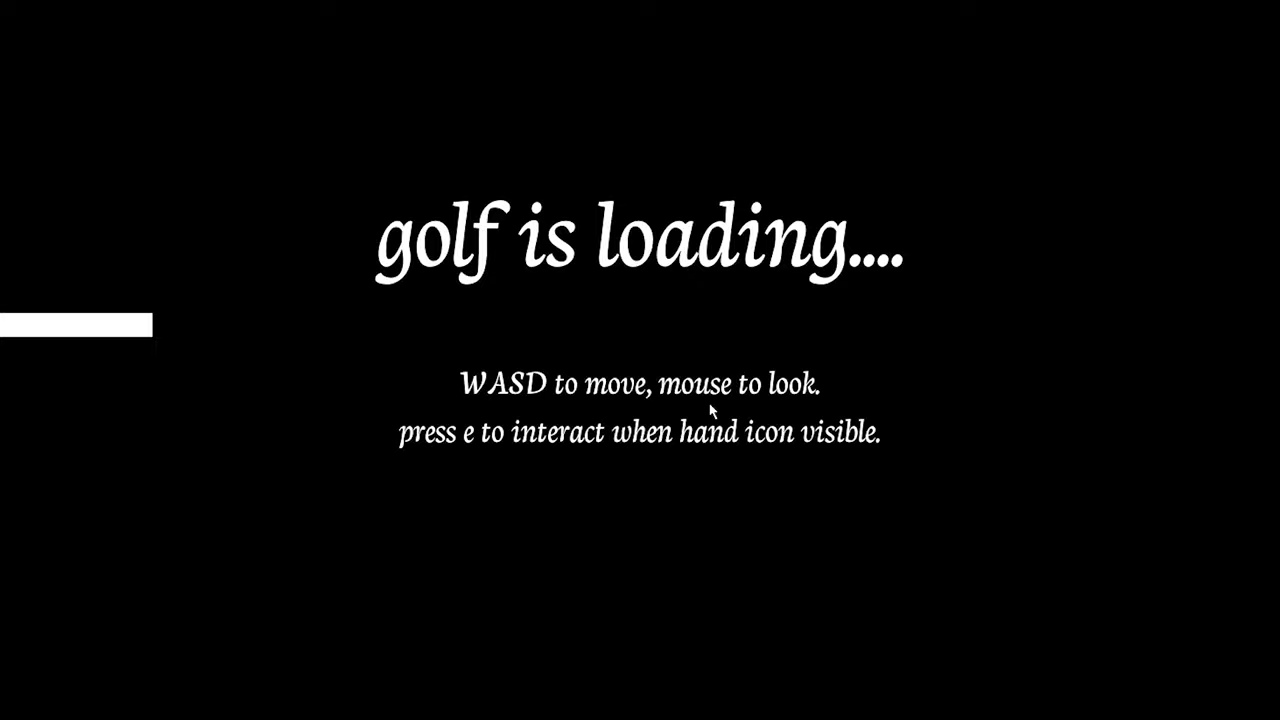 golf is loading....
WASD to move, mouse to look.
press e to interact when hand icon visible.